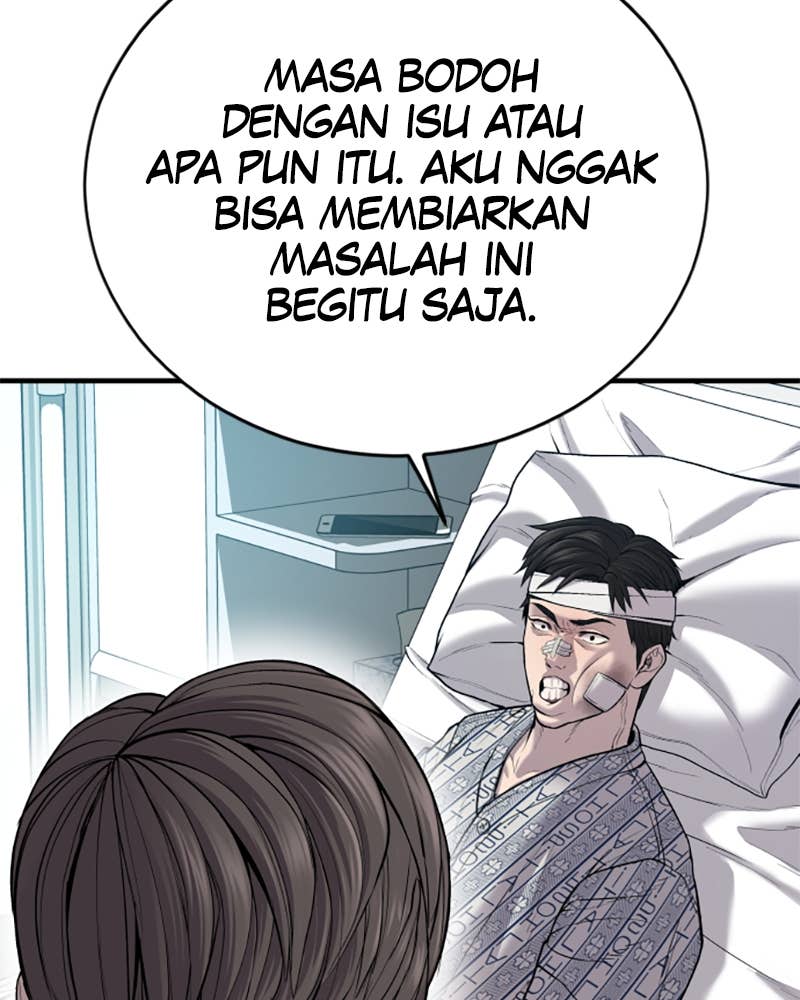 MASA BODOH
DENGAN ISU ATAU
APA PUN ITU. AKU NGGAK
BISA MEMBIARKAN
MASALAH INI
BEGITU SAJA.